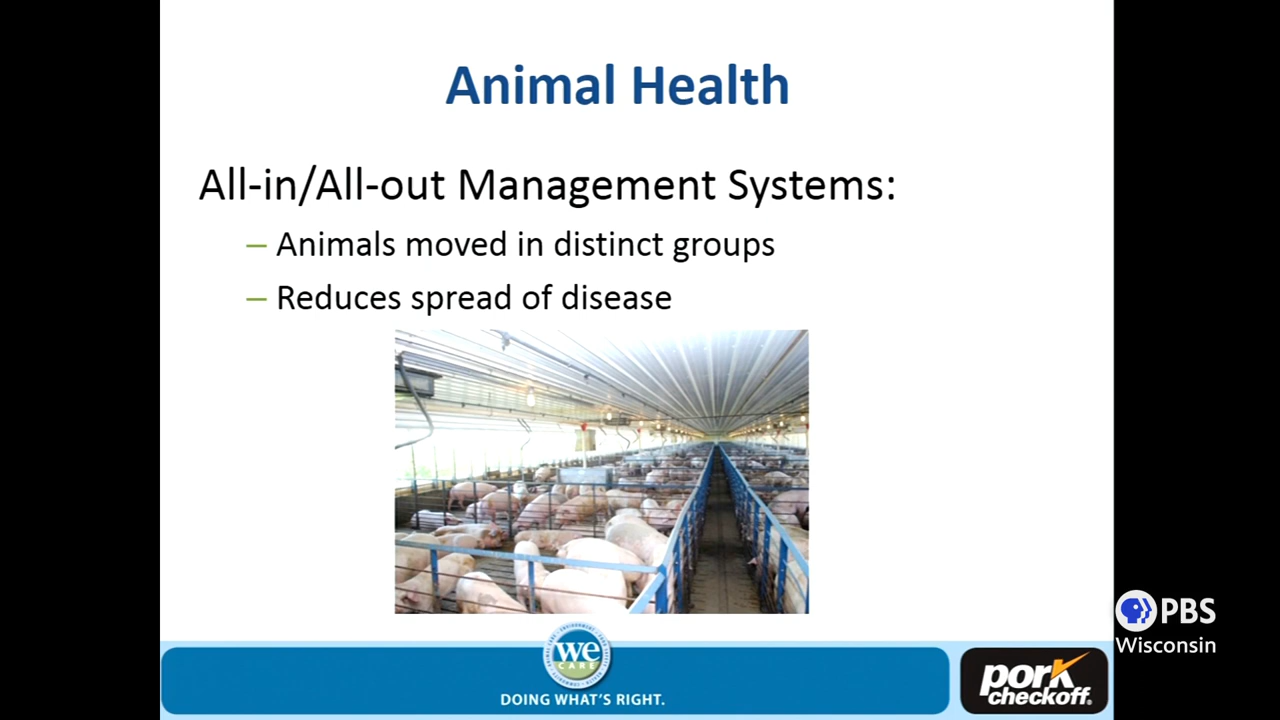 Animal Health
All-in/All-out Management Systems:
– Animals moved in distinct groups
– Reduces spread of disease
we
CARE
DOING WHAT'S RIGHT.
pork
checkoff®
PBS
Wisconsin